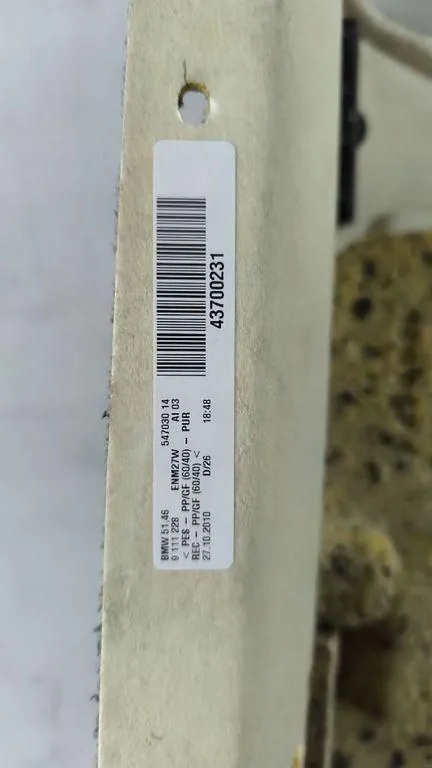 BMW 51.46 547030 14
9 111 228 ENM27W AI 03
< PES - PP/GF (60/40) - PUR
REC - PP/GF (60/40) <
27.10.2010 D/26 18:48
43700231